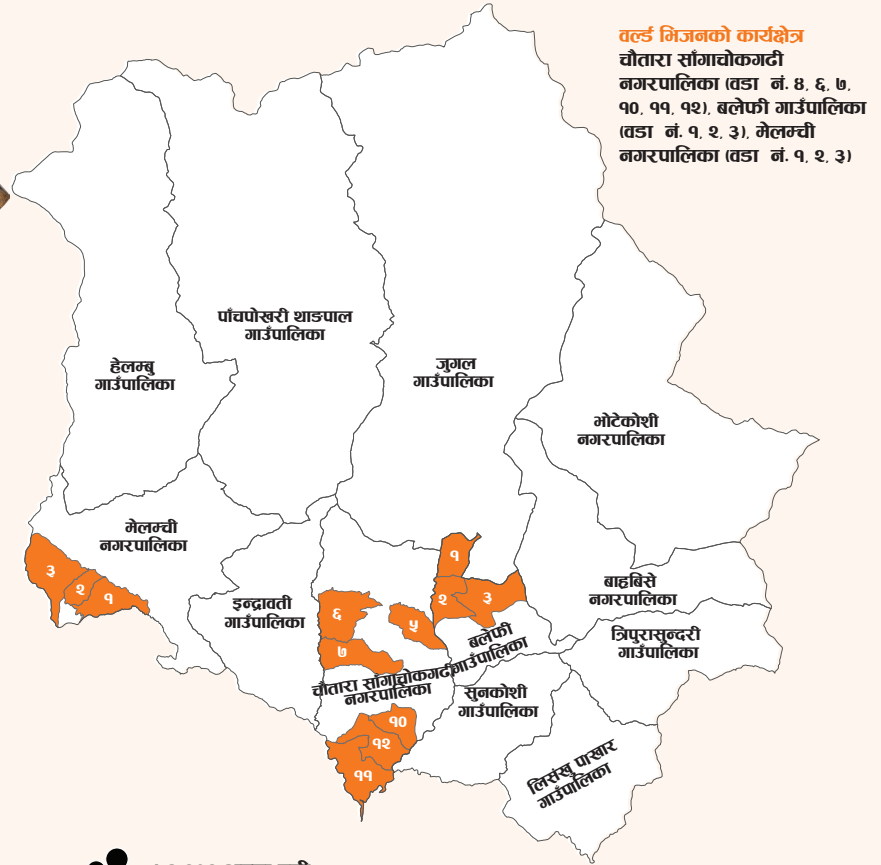 वर्ल्ड भिजनको कार्यक्षेत्र
चौतारा साँगाचोकगढी
नगरपालिका (वडा नं. ४, ६, ७,
१०, ११, १२), बलेफी गाउँपालिका
(वडा नं. १, २, ३), मेलम्ची
नगरपालिका (वडा नं. १, २, ३)
पाँचपोखरी थाङपाल
गाउँपालिका
हेलम्बु
गाउँपालिका
जुगल
गाउँपालिका
भोटेकोशी
नगरपालिका
मेलम्ची
नगरपालिका
३
२
१
इन्द्रावती
गाउँपालिका
१
२
३
६
५
७
बाह्रबिसे
नगरपालिका
त्रिपुरासुन्दरी
गाउँपालिका
बलेफी
गाउँपालिका
चौतारा साँगाचोकगढी
नगरपालिका
सुनकोशी
गाउँपालिका
१०
१२
११
लिसंखु पाखार
गाउँपालिका